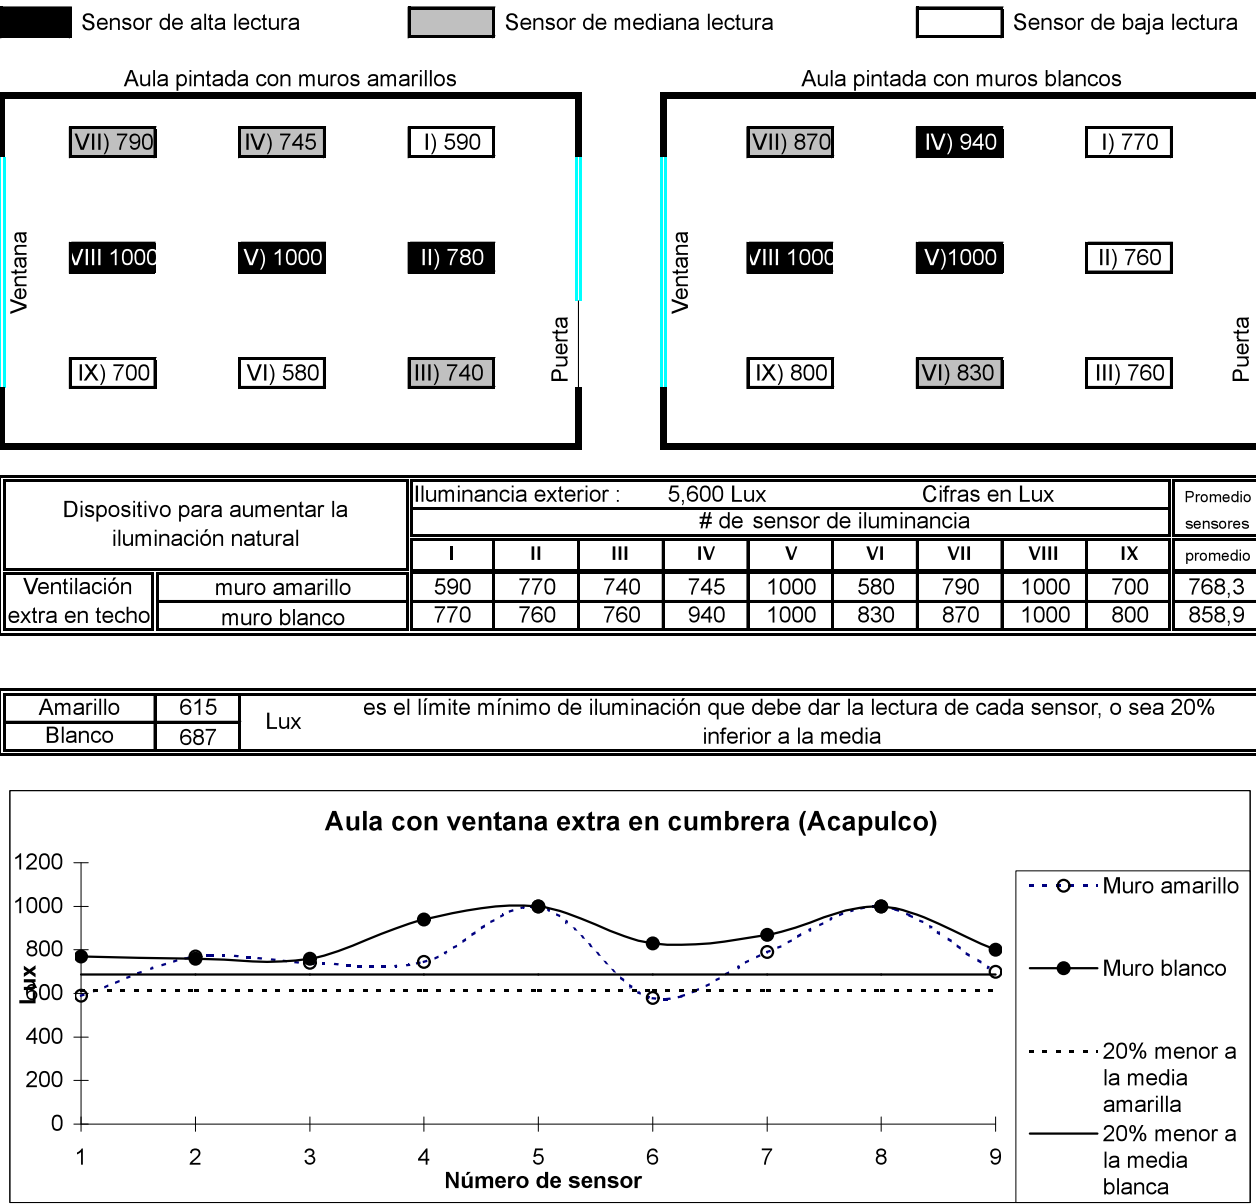 Sensor de alta lectura Sensor de mediana lectura Sensor de baja lectura
Aula pintada con muros amarillos Aula pintada con muros blancos
VII) 790 IV) 745 I) 590 VII) 870 IV) 940 I) 770
VIII 1000 V) 1000 II) 780 VIII 1000 V)1000 II) 760
Ventana Ventana
IX) 700 VI) 580 III) 740 IX) 800 VI) 830 III) 760
Puerta Puerta
Dispositivo para aumentar la
iluminación natural
Iluminancia exterior : 5,600 Lux Cifras en Lux
# de sensor de iluminancia
Promedio
sensores
I II III IV V VI VII VIII IX promedio
Ventilación
extra en techo
muro amarillo 590 770 740 745 1000 580 790 1000 700 768,3
muro blanco 770 760 760 940 1000 830 870 1000 800 858,9
Amarillo 615
Blanco 687
Lux
es el límite mínimo de iluminación que debe dar la lectura de cada sensor, o sea 20%
inferior a la media
Aula con ventana extra en cumbrera (Acapulco)
1200
1000
800
600
400
200
0
Lux
1 2 3 4 5 6 7 8 9
Número de sensor
Muro amarillo
Muro blanco
20% menor a
la media
amarilla
20% menor a
la media
blanca